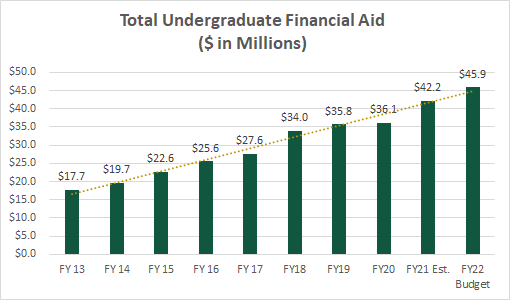 Total Undergraduate Financial Aid
($ in Millions)
$50.0
$45.0
$40.0
$35.0
$30.0
$25.0
$20.0
$15.0
$10.0
$5.0
$0.0
$17.7
$19.7
$22.6
$25.6
$27.6
$34.0
$35.8
$36.1
$42.2
$45.9
FY 13
FY 14
FY 15
FY 16
FY 17
FY18
FY19
FY20
FY21 Est.
FY22
Budget